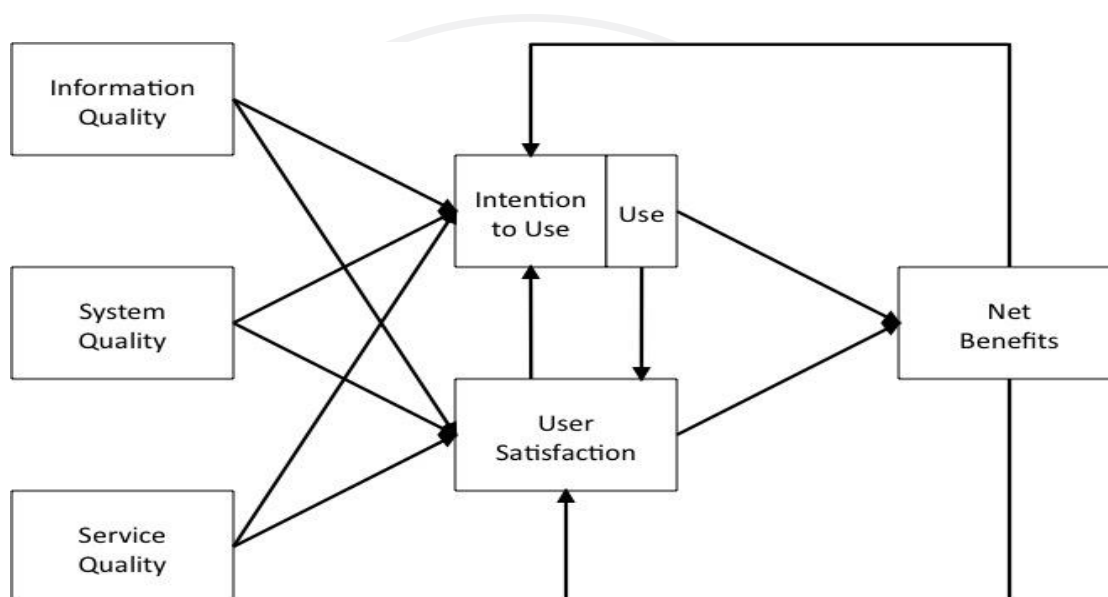 Information
Quality
Intention
to Use
Use
System
Quality
Net
Benefits
User
Satisfaction
Service
Quality